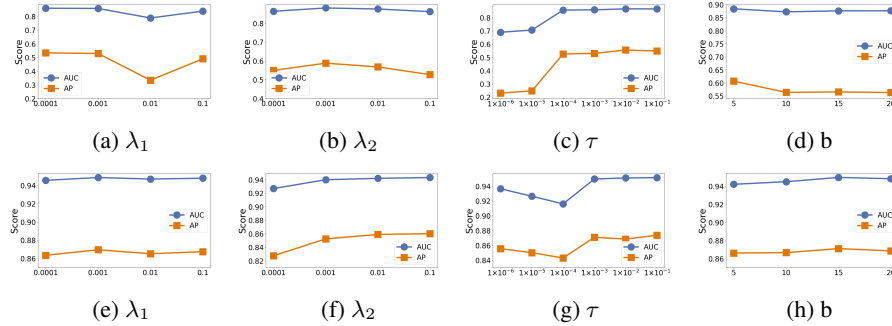 0.8
0.7
0.6
0.5
0.4
0.3
0.2
Score
AUC
AP
0.0001
0.001
0.01
0.1
(a) λ₁
0.8
0.7
0.6
0.5
0.4
Score
AUC
AP
0.0001
0.001
0.01
0.1
(b) λ₂
0.8
0.7
0.6
0.5
0.4
0.3
0.2
Score
AUC
AP
1×10⁻⁶
1×10⁻⁵
1×10⁻⁴
1×10⁻³
1×10⁻²
1×10⁻¹
(c) τ
0.90
0.85
0.80
0.75
0.70
0.65
0.60
0.55
Score
AUC
AP
5
10
15
20
(d) b
0.94
0.92
0.90
0.88
0.86
Score
AUC
AP
0.0001
0.001
0.01
0.1
(e) λ₁
0.94
0.92
0.90
0.88
0.86
0.84
0.82
Score
AUC
AP
0.0001
0.001
0.01
0.1
(f) λ₂
0.94
0.92
0.90
0.88
0.86
0.84
Score
AUC
AP
1×10⁻⁶
1×10⁻⁵
1×10⁻⁴
1×10⁻³
1×10⁻²
1×10⁻¹
(g) τ
0.94
0.92
0.90
0.88
0.86
Score
AUC
AP
5
10
15
20
(h) b